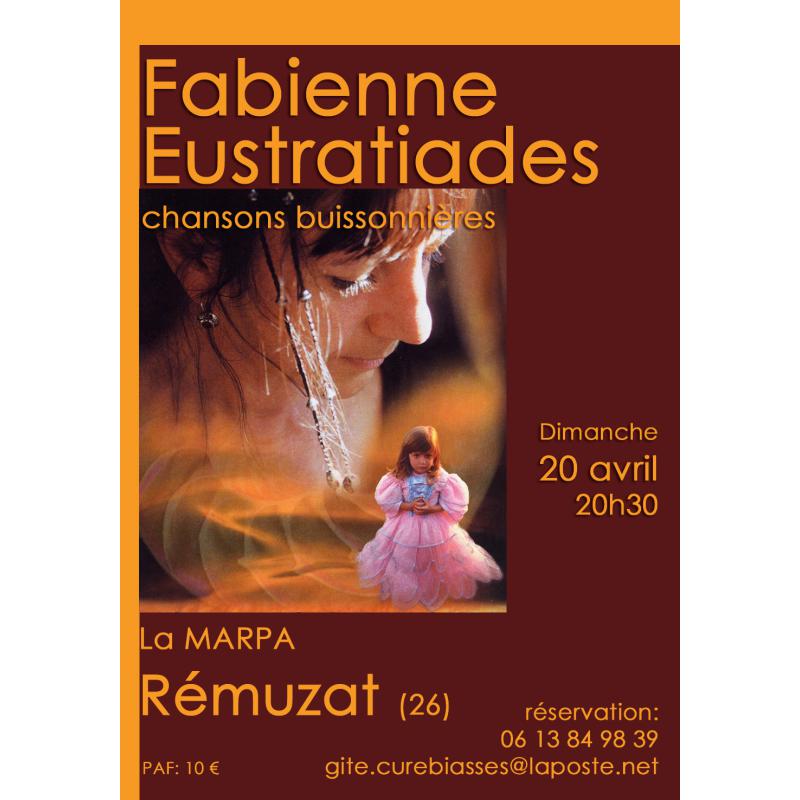 Fabienne
Eustratiades
chansons buissonnières
Dimanche
20 avril
20h30
La MARPA
Rémuzat (26)
réservation:
06 13 84 98 39
PAF: 10 € gite.curebiasses@laposte.net